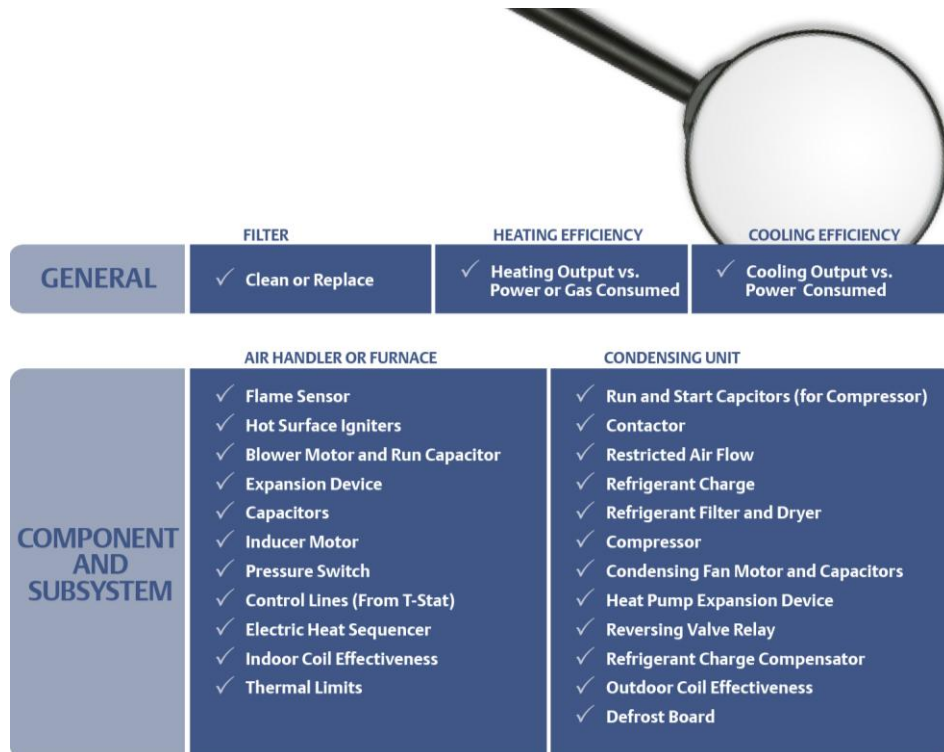 FILTER
HEATING EFFICIENCY
COOLING EFFICIENCY
GENERAL
✓ Clean or Replace
✓ Heating Output vs.
Power or Gas Consumed
✓ Cooling Output vs.
Power Consumed
AIR HANDLER OR FURNACE
CONDENSING UNIT
COMPONENT
AND
SUBSYSTEM
✓ Flame Sensor
✓ Hot Surface Igniters
✓ Blower Motor and Run Capacitor
✓ Expansion Device
✓ Capacitors
✓ Inducer Motor
✓ Pressure Switch
✓ Control Lines (From T-Stat)
✓ Electric Heat Sequencer
✓ Indoor Coil Effectiveness
✓ Thermal Limits
✓ Run and Start Capcitors (for Compressor)
✓ Contactor
✓ Restricted Air Flow
✓ Refrigerant Charge
✓ Refrigerant Filter and Dryer
✓ Compressor
✓ Condensing Fan Motor and Capacitors
✓ Heat Pump Expansion Device
✓ Reversing Valve Relay
✓ Refrigerant Charge Compensator
✓ Outdoor Coil Effectiveness
✓ Defrost Board